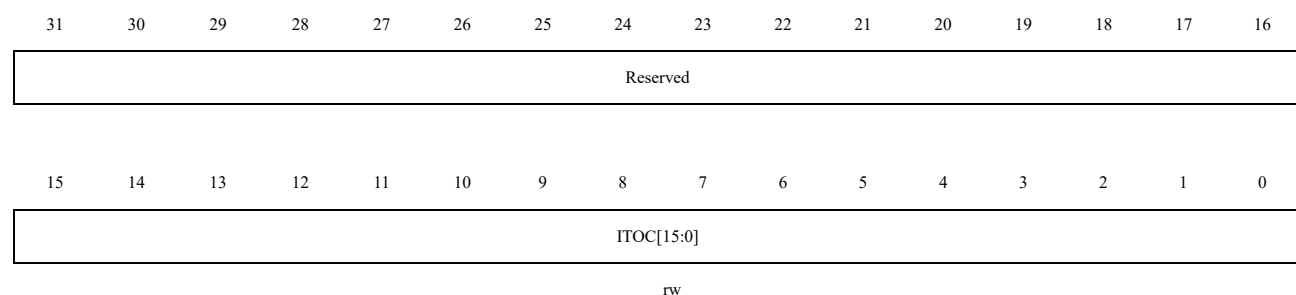 31 30 29 28 27 26 25 24 23 22 21 20 19 18 17 16
Reserved
15 14 13 12 11 10 9 8 7 6 5 4 3 2 1 0
ITOC[15:0]
rw